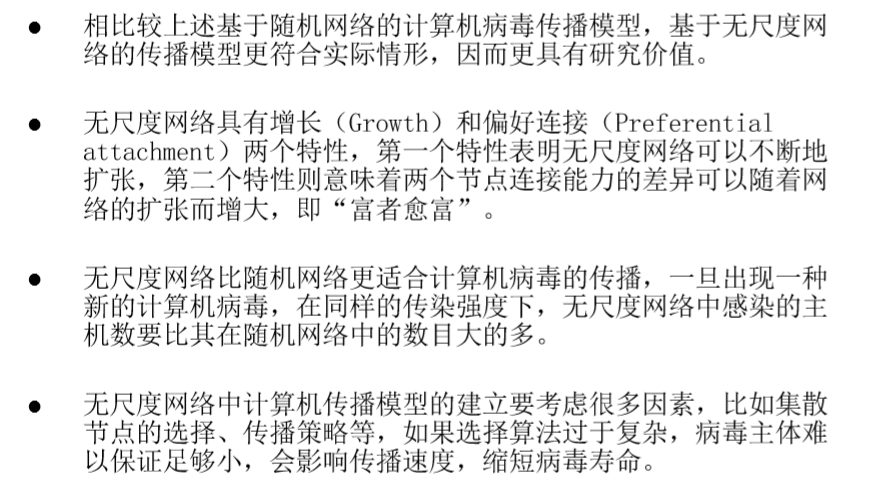 ● 相比较上述基于随机网络的计算机病毒传播模型，基于无尺度网
络的传播模型更符合实际情形，因而更具有研究价值。
● 无尺度网络具有增长（Growth）和偏好连接（Preferential
attachment）两个特性，第一个特性表明无尺度网络可以不断地
扩张，第二个特性则意味着两个节点连接能力的差异可以随着网
络的扩张而增大，即“富者愈富”。
● 无尺度网络比随机网络更适合计算机病毒的传播，一旦出现一种
新的计算机病毒，在同样的传染强度下，无尺度网络中感染的主
机数要比其在随机网络中的数目大的多。
● 无尺度网络中计算机传播模型的建立要考虑很多因素，比如集散
节点的选择、传播策略等，如果选择算法过于复杂，病毒主体难
以保证足够小，会影响传播速度，缩短病毒寿命。